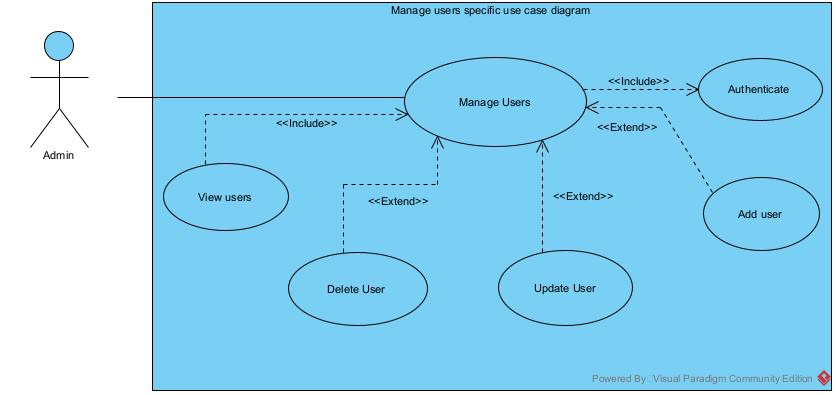 Manage users specific use case diagram
Manage Users
<<Include>>
Authenticate
<<Include>>
<<Extend>>
Admin
View users
<<Extend>>
<<Extend>>
Add user
Delete User
Update User
Powered By Visual Paradigm Community Edition